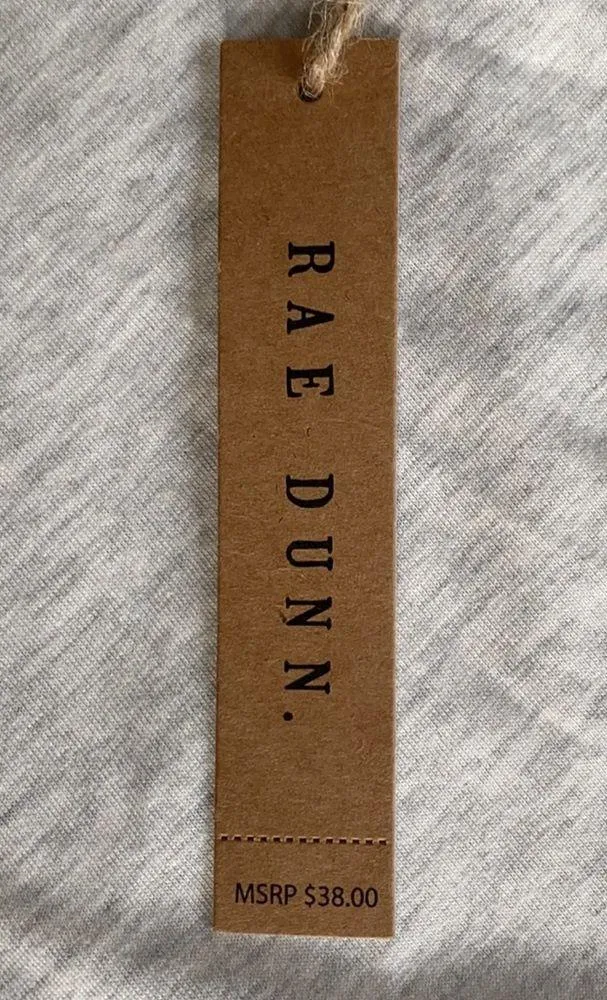 RAE DUNN.
MSRP $38.00